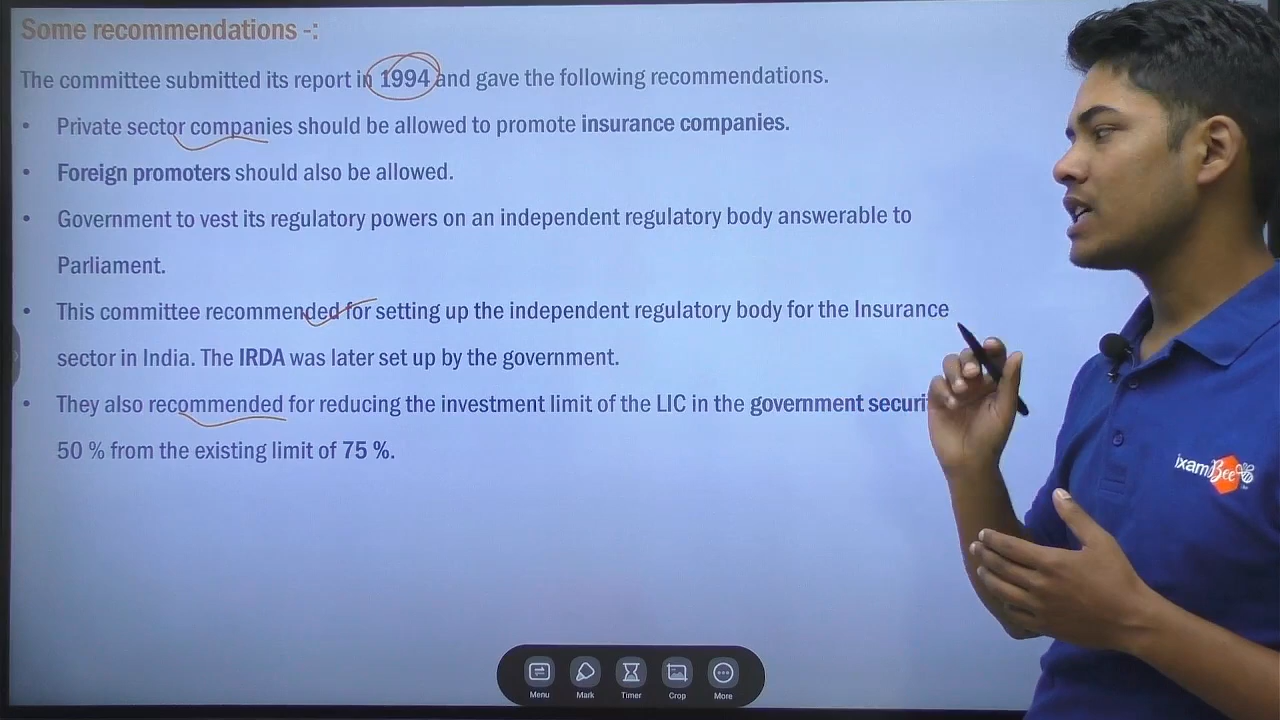 Some recommendations -:
The committee submitted its report in 1994 and gave the following recommendations.
• Private sector companies should be allowed to promote insurance companies.
• Foreign promoters should also be allowed.
• Government to vest its regulatory powers on an independent regulatory body answerable to
Parliament.
• This committee recommended for setting up the independent regulatory body for the Insurance
sector in India. The IRDA was later set up by the government.
• They also recommended for reducing the investment limit of the LIC in the government
50 % from the existing limit of 75 %.
ixamBee
Menu Mark Timer Crop More